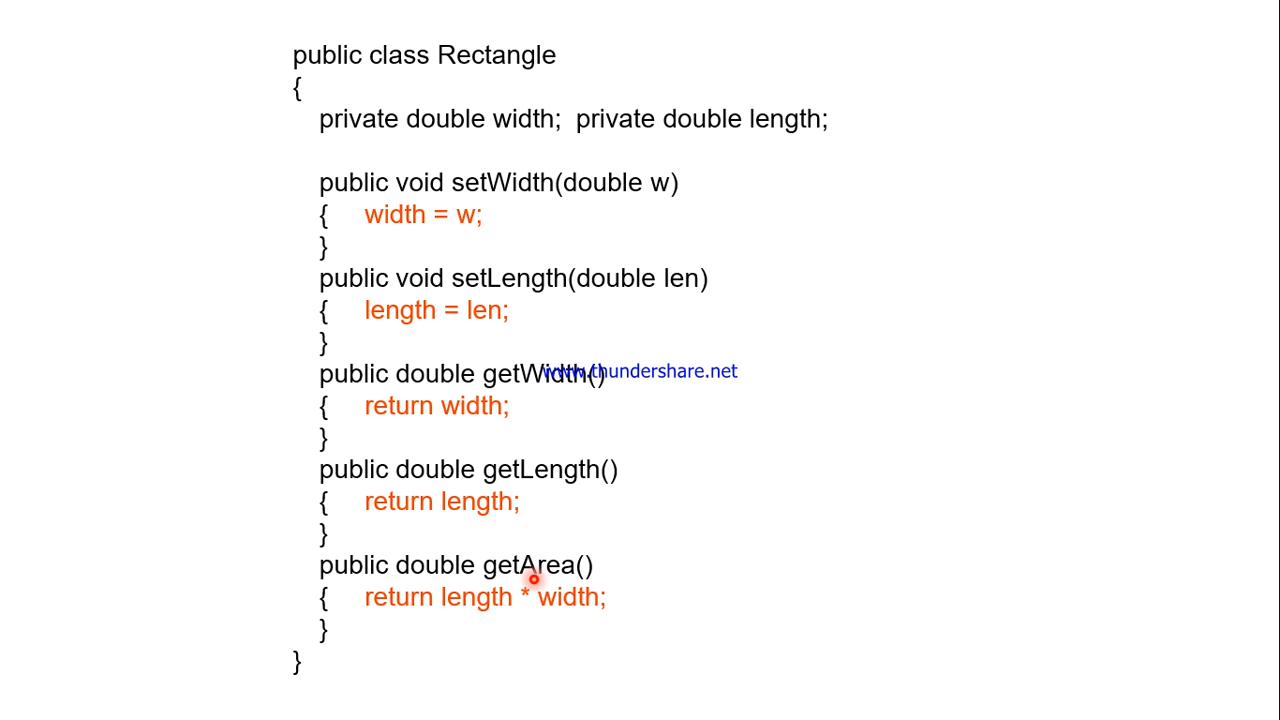 public class Rectangle
{
private double width;  private double length;
public void setWidth(double w)
{     width = w;
}
public void setLength(double len)
{     length = len;
}
public double getWidth()
www.thundershare.net
{     return width;
}
public double getLength()
{     return length;
}
public double getArea()
{     return length * width;
}
}